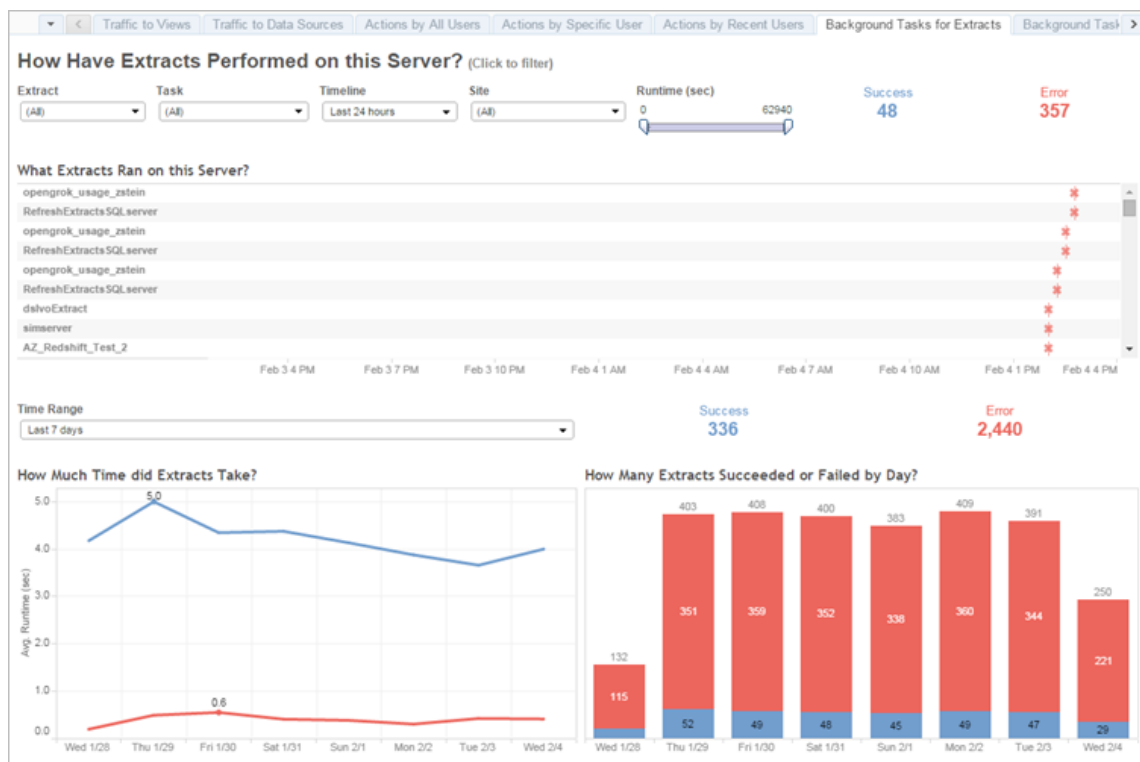 Traffic to Views Traffic to Data Sources Actions by All Users Actions by Specific User Actions by Recent Users Background Tasks for Extracts Background Task
How Have Extracts Performed on this Server? (Click to filter)
Extract Task Timeline Site Runtime (sec) Success Error
(All) (All) Last 24 hours (All) 0 62940 48 357
What Extracts Ran on this Server?
opengrok_usage_zstein
RefreshExtractsSQLserver
opengrok_usage_zstein
RefreshExtractsSQLserver
opengrok_usage_zstein
RefreshExtractsSQLserver
dslvoExtract
simserver
AZ_Redshift_Test_2
Feb 3 4 PM Feb 3 7 PM Feb 3 10 PM Feb 4 1 AM Feb 4 4 AM Feb 4 7 AM Feb 4 10 AM Feb 4 1 PM Feb 4 4 PM
Time Range Success Error
Last 7 days 336 2,440
How Much Time did Extracts Take?
5.0 5.0
4.0
3.0
2.0
1.0
0.6
0.0
Avg. Runtime (sec)
Wed 1/28 Thu 1/29 Fri 1/30 Sat 1/31 Sun 2/1 Mon 2/2 Tue 2/3 Wed 2/4
How Many Extracts Succeeded or Failed by Day?
132 403 408 400 383 409 391 250
115 351 359 352 338 360 344 221
52 49 48 45 49 47 29
Wed 1/28 Thu 1/29 Fri 1/30 Sat 1/31 Sun 2/1 Mon 2/2 Tue 2/3 Wed 2/4